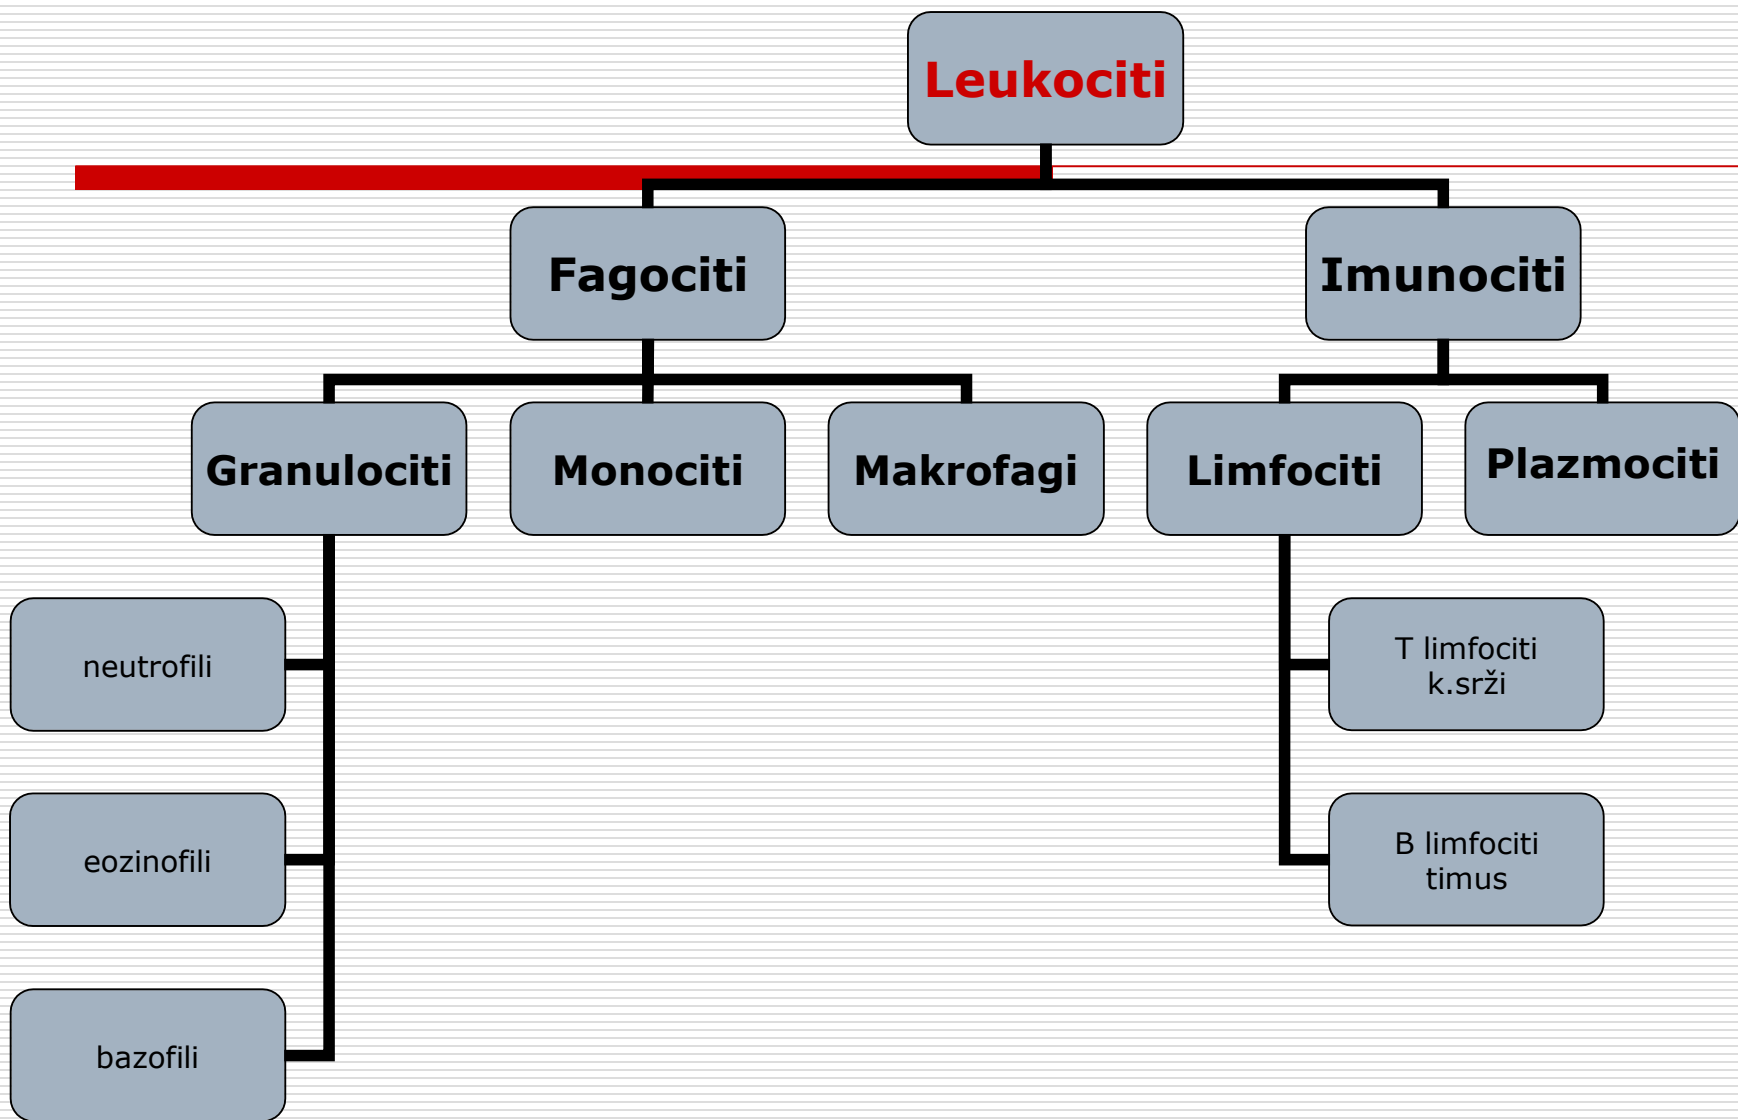 Leukociti
Fagociti
Imunociti
Granulociti
Monociti
Makrofagi
Limfociti
Plazmociti
neutrofili
T limfociti
k.srži
eozinofili
B limfociti
timus
bazofili